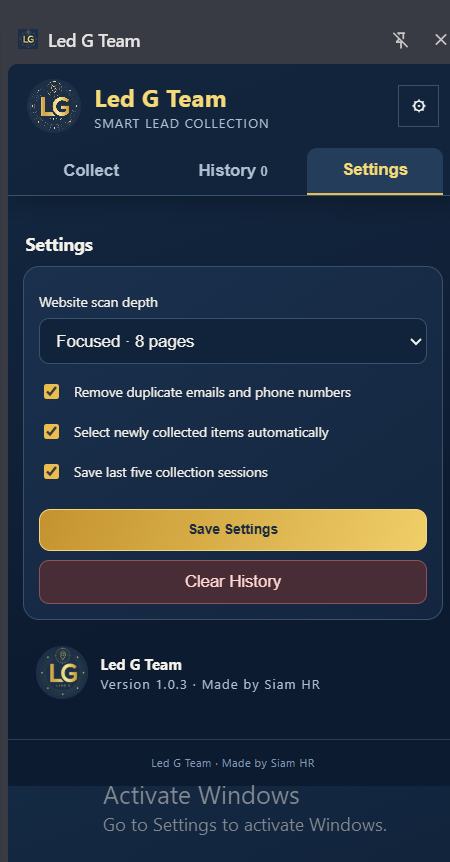 LG
Led G Team
LG
Led G Team
SMART LEAD COLLECTION
Collect
History 0
Settings
Settings
Website scan depth
Focused · 8 pages
Remove duplicate emails and phone numbers
Select newly collected items automatically
Save last five collection sessions
Save Settings
Clear History
LG
Led G Team
Version 1.0.3 · Made by Siam HR
Led G Team · Made by Siam HR
Activate Windows
Go to Settings to activate Windows.